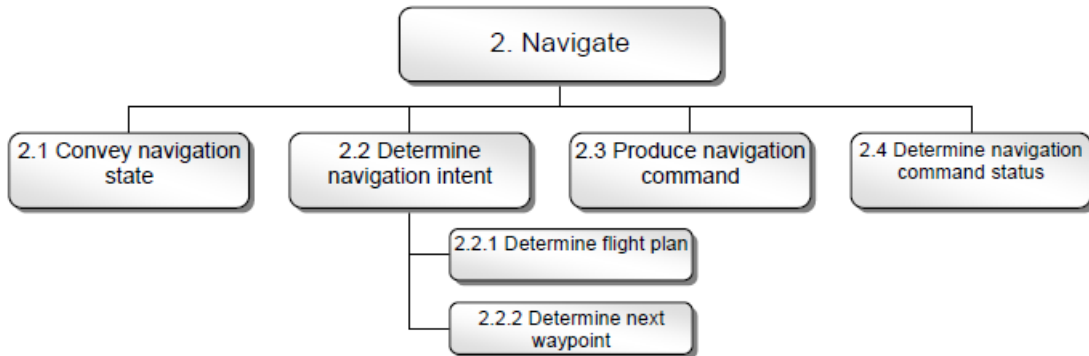 2. Navigate
2.1 Convey navigation
state
2.2 Determine
navigation intent
2.3 Produce navigation
command
2.4 Determine navigation
command status
2.2.1 Determine flight plan
2.2.2 Determine next
waypoint